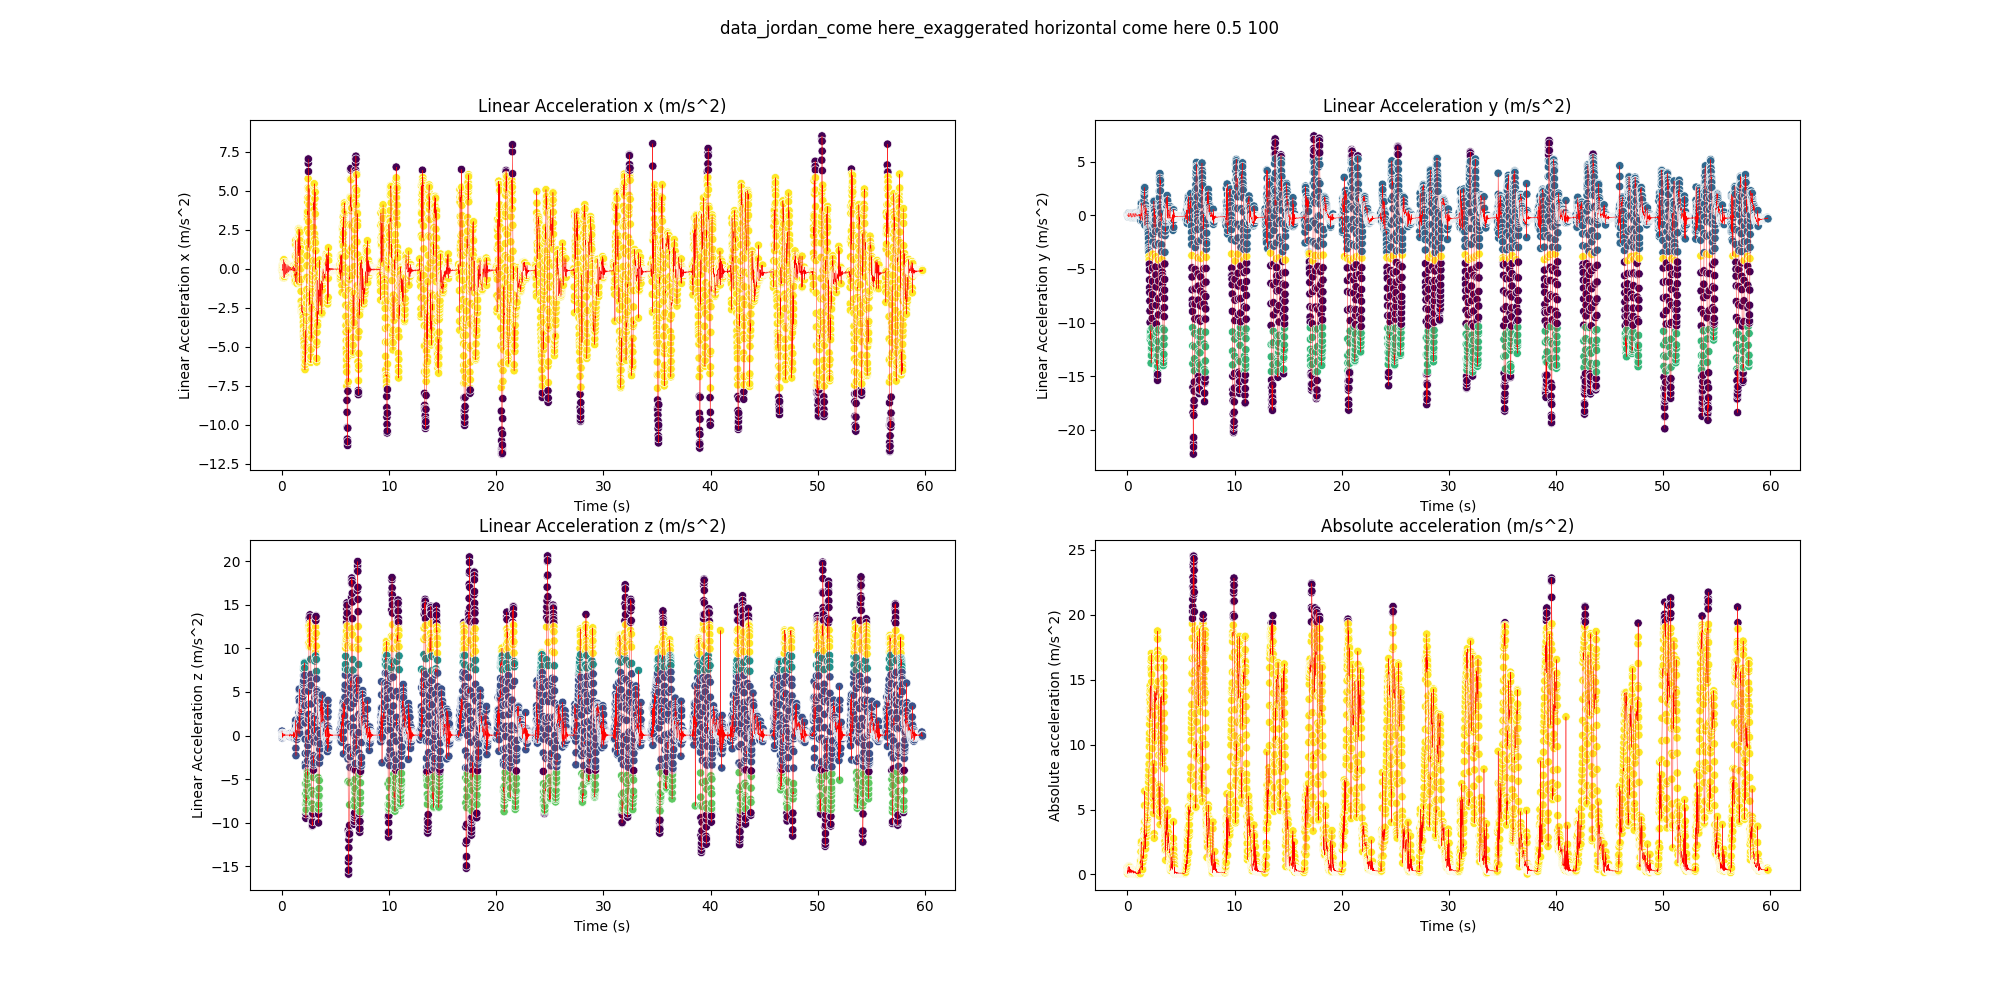 data_jordan_come here_exaggerated horizontal come here 0.5 100
Linear Acceleration x (m/s^2)
Linear Acceleration x (m/s^2)
7.5
5.0
2.5
0.0
−2.5
−5.0
−7.5
−10.0
−12.5
0 10 20 30 40 50 60
Time (s)
Linear Acceleration y (m/s^2)
Linear Acceleration y (m/s^2)
5
0
−5
−10
−15
−20
0 10 20 30 40 50 60
Time (s)
Linear Acceleration z (m/s^2)
Linear Acceleration z (m/s^2)
20
15
10
5
0
−5
−10
−15
0 10 20 30 40 50 60
Time (s)
Absolute acceleration (m/s^2)
Absolute acceleration (m/s^2)
25
20
15
10
5
0
0 10 20 30 40 50 60
Time (s)